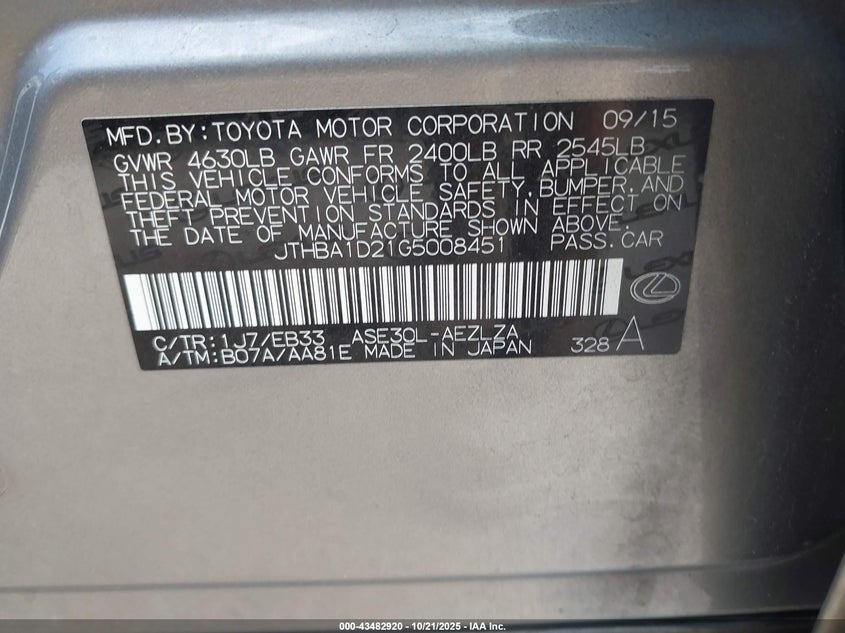 MFD.BY:TOYOTA MOTOR CORPORATION 09/15
GVWR 4630LB GAWR FR 2400LB RR 2545LB
THIS VEHICLE CONFORMS TO ALL APPLICABLE
FEDERAL MOTOR VEHICLE SAFETY,BUMPER,AND
THEFT PREVENTION STANDARDS IN EFFECT ON
THE DATE OF MANUFACTURE SHOWN ABOVE.
JTHBA1D21G5008451 PASS.CAR
C/TR:1J7/EB33 ASE30L-AEZLZA
A/TM:B07A/AA81E MADE IN JAPAN 328 A
LEXUS
000-43482920 - 10/21/2025 - IAA Inc.